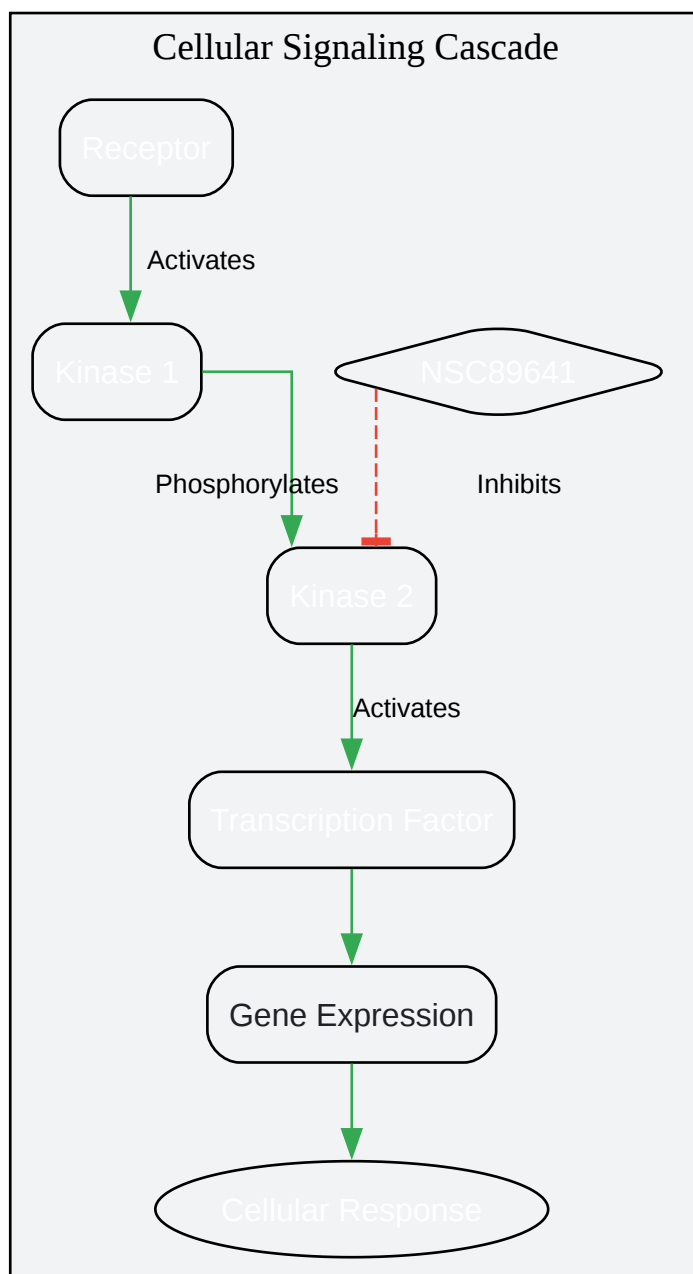 Cellular Signaling Cascade
Receptor
Activates
Kinase 1
NSC89641
Phosphorylates
Inhibits
Kinase 2
Activates
Transcription Factor
Gene Expression
Cellular Response